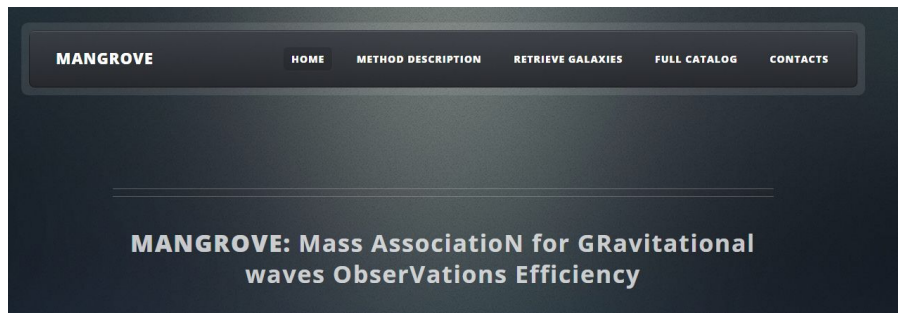 MANGROVE HOME METHOD DESCRIPTION RETRIEVE GALAXIES FULL CATALOG CONTACTS
MANGROVE: Mass AssociatioN for GRavitational
waves ObserVations Efficiency